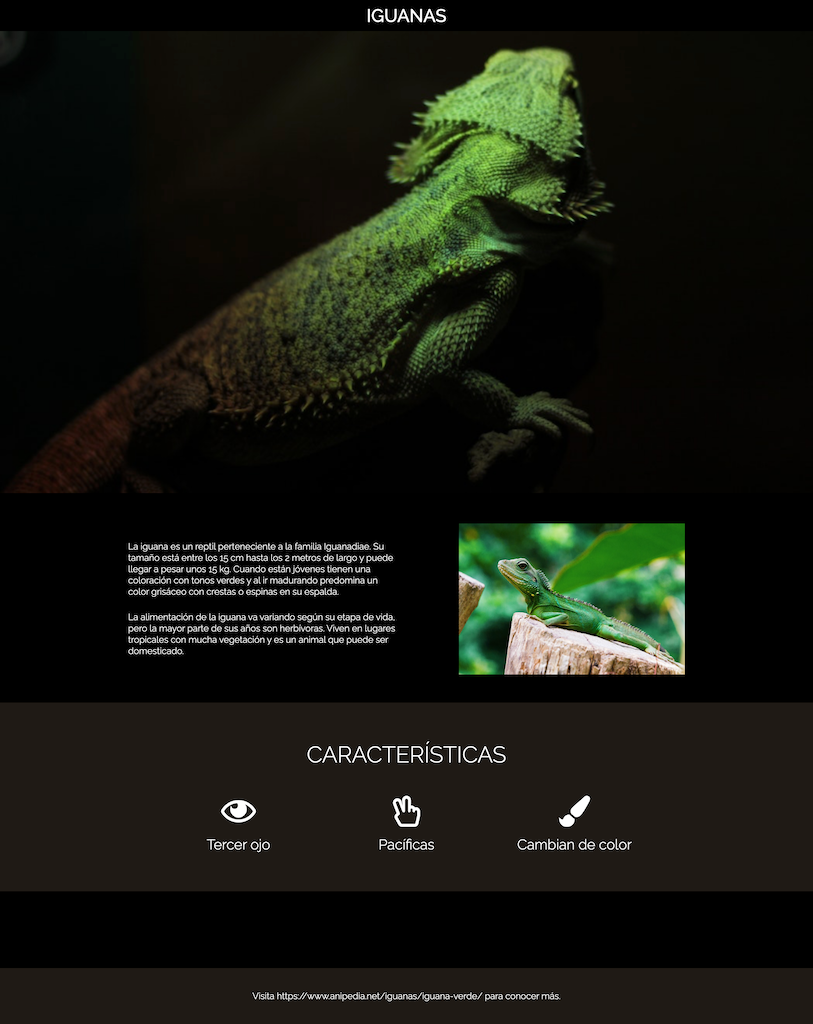 IGUANAS
La iguana es un reptil perteneciente a la familia Iguanadiae. Su
tamaño está entre los 15 cm hasta los 2 metros de largo y puede
llegar a pesar unos 15 kg. Cuando están jóvenes tienen una
coloración con tonos verdes y al ir madurando predomina un
color grisáceo con crestas o espinas en su espalda.
La alimentación de la iguana va variando según su etapa de vida,
pero la mayor parte de sus años son herbívoras. Viven en lugares
tropicales con mucha vegetación y es un animal que puede ser
domesticado.
CARACTERÍSTICAS
Tercer ojo
Pacíficas
Cambian de color
Visita https://www.anipedia.net/iguanas/iguana-verde/ para conocer más.